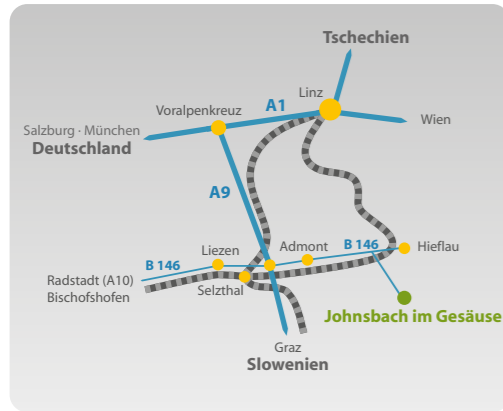 Tschechien
Linz
A1
Voralpenkreuz
Wien
Salzburg · München
Deutschland
A9
Liezen
Admont
B 146
Hieflau
B 146
Radstadt (A10)
Bischofshofen
Selzthal
Johnsbach im Gesäuse
Graz
Slowenien